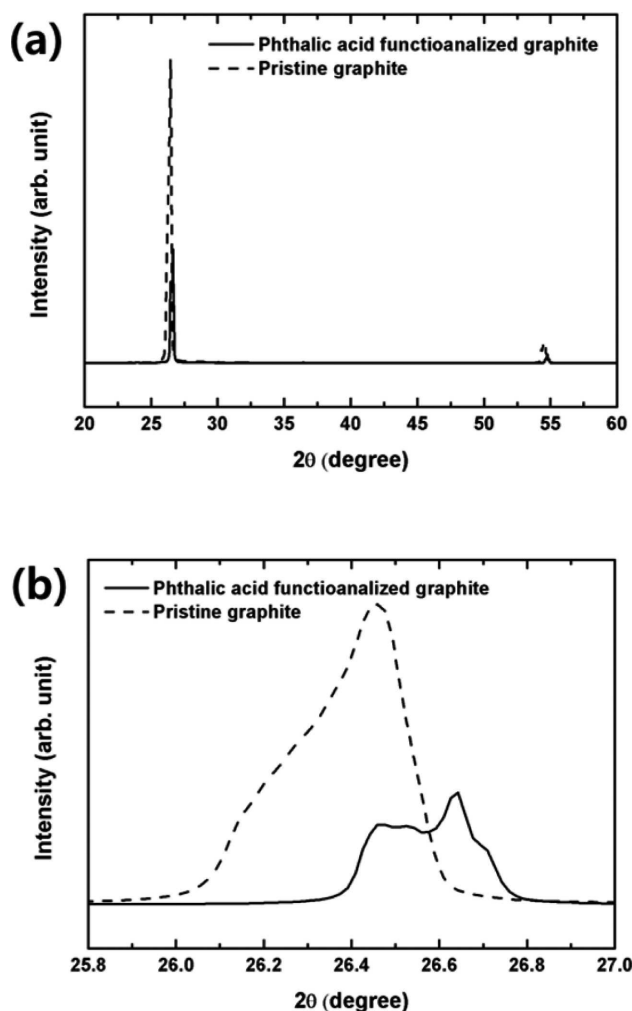 (a)
Phthalic acid functioanalized graphite
Pristine graphite
Intensity (arb. unit)
20 25 30 35 40 45 50 55 60
2θ (degree)
(b)
Phthalic acid functioanalized graphite
Pristine graphite
Intensity (arb. unit)
25.8 26.0 26.2 26.4 26.6 26.8 27.0
2θ (degree)